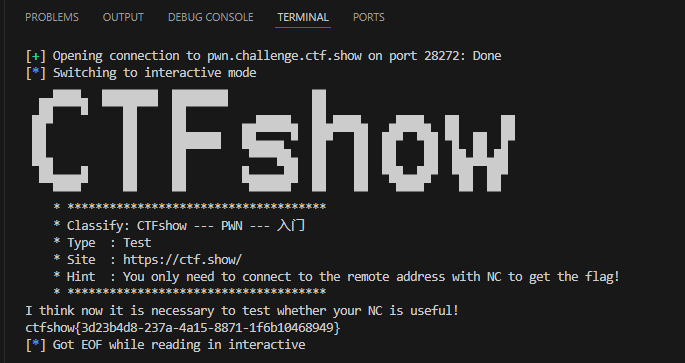 PROBLEMS OUTPUT DEBUG CONSOLE TERMINAL PORTS
[+] Opening connection to pwn.challenge.ctf.show on port 28272: Done
[*] Switching to interactive mode
CTFshow
* *************************************
* Classify: CTFshow --- PWN --- 入门
* Type  : Test
* Site  : https://ctf.show/
* Hint  : You only need to connect to the remote address with NC to get the flag!
* *************************************
I think now it is necessary to test whether your NC is useful!
ctfshow{3d23b4d8-237a-4a15-8871-1f6b10468949}
[*] Got EOF while reading in interactive